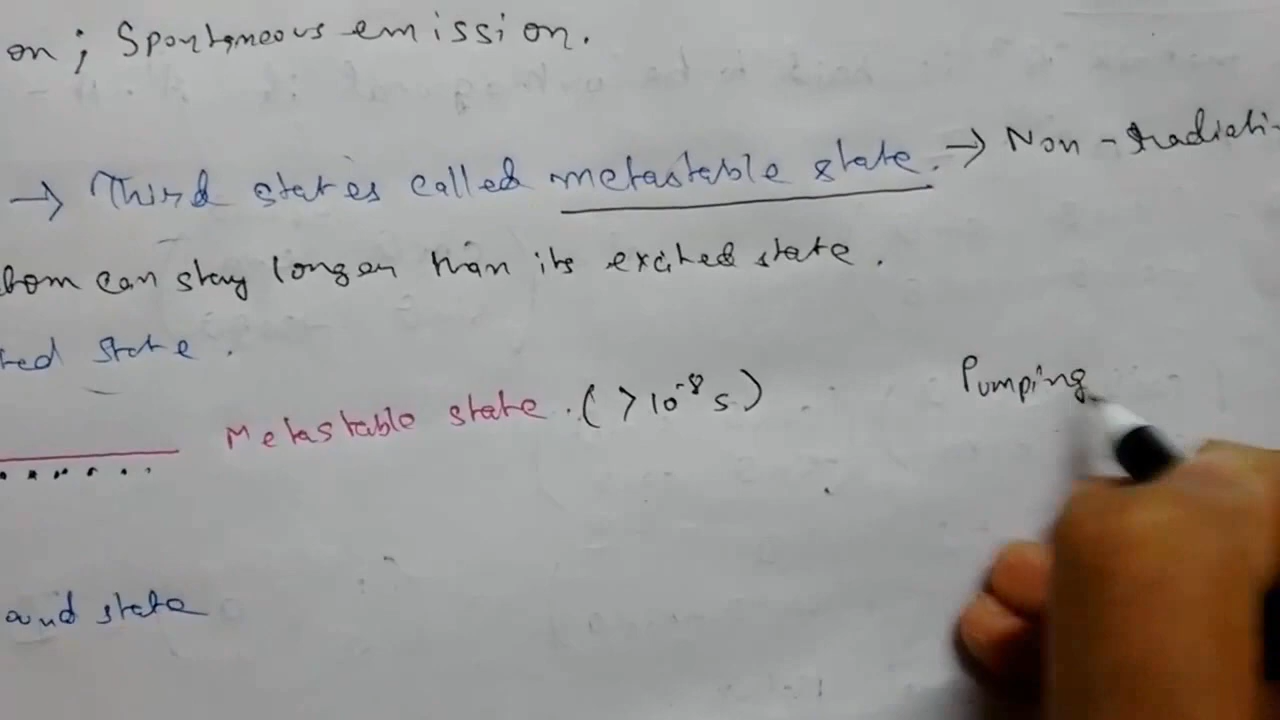 on ; Spontaneous emission.
→ Third states called metastable state. → Non-radiati
tom can stay longer than its excited state.
ted state.
Metastable state. (>10⁻⁸ s)
Pumping
ound state